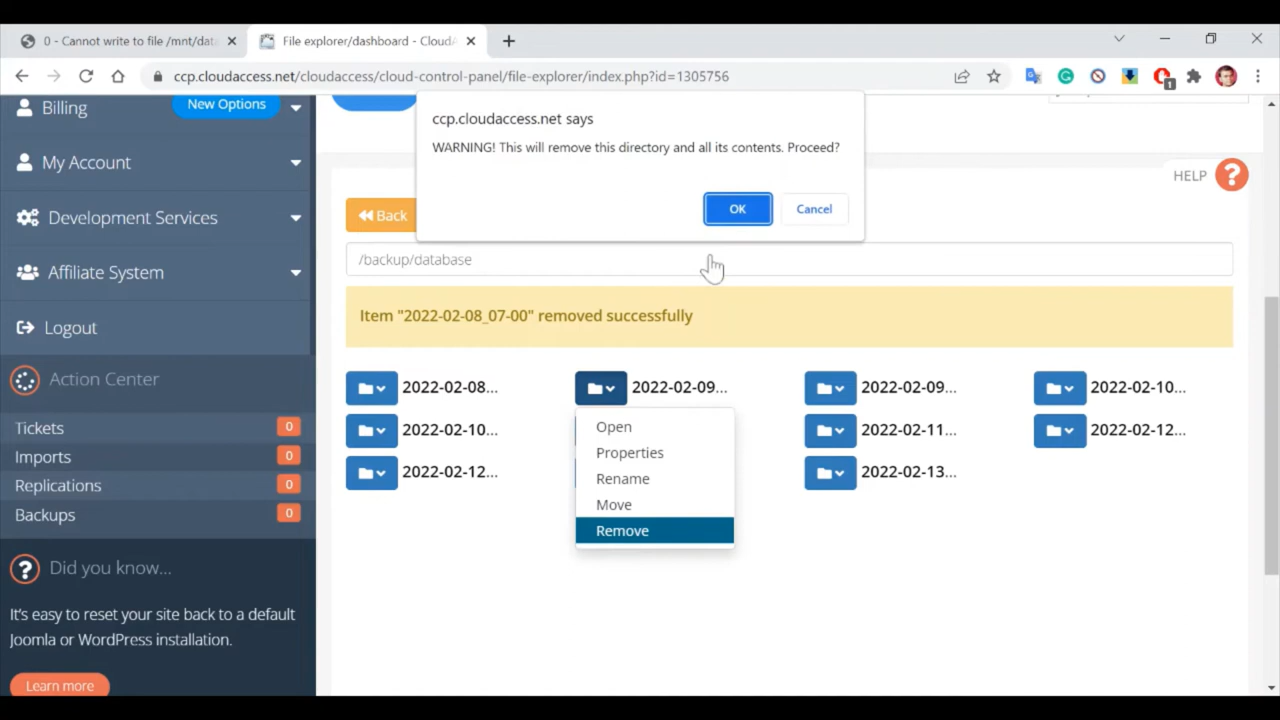 0 - Cannot write to file /mnt/dat
File explorer/dashboard - Cloud
ccp.cloudaccess.net/cloudaccess/cloud-control-panel/file-explorer/index.php?id=1305756
1
ccp.cloudaccess.net says
WARNING! This will remove this directory and all its contents. Proceed?
OK
Cancel
Billing
New Options
My Account
Development Services
Affiliate System
Logout
Action Center
Tickets 0
Imports 0
Replications 0
Backups 0
? Did you know...
It's easy to reset your site back to a default
Joomla or WordPress installation.
Learn more
HELP ?
Back
/backup/database
Item "2022-02-08_07-00" removed successfully
2022-02-08...
2022-02-09...
2022-02-09...
2022-02-10...
2022-02-10...
2022-02-11...
2022-02-12...
2022-02-12...
2022-02-13...
Open
Properties
Rename
Move
Remove